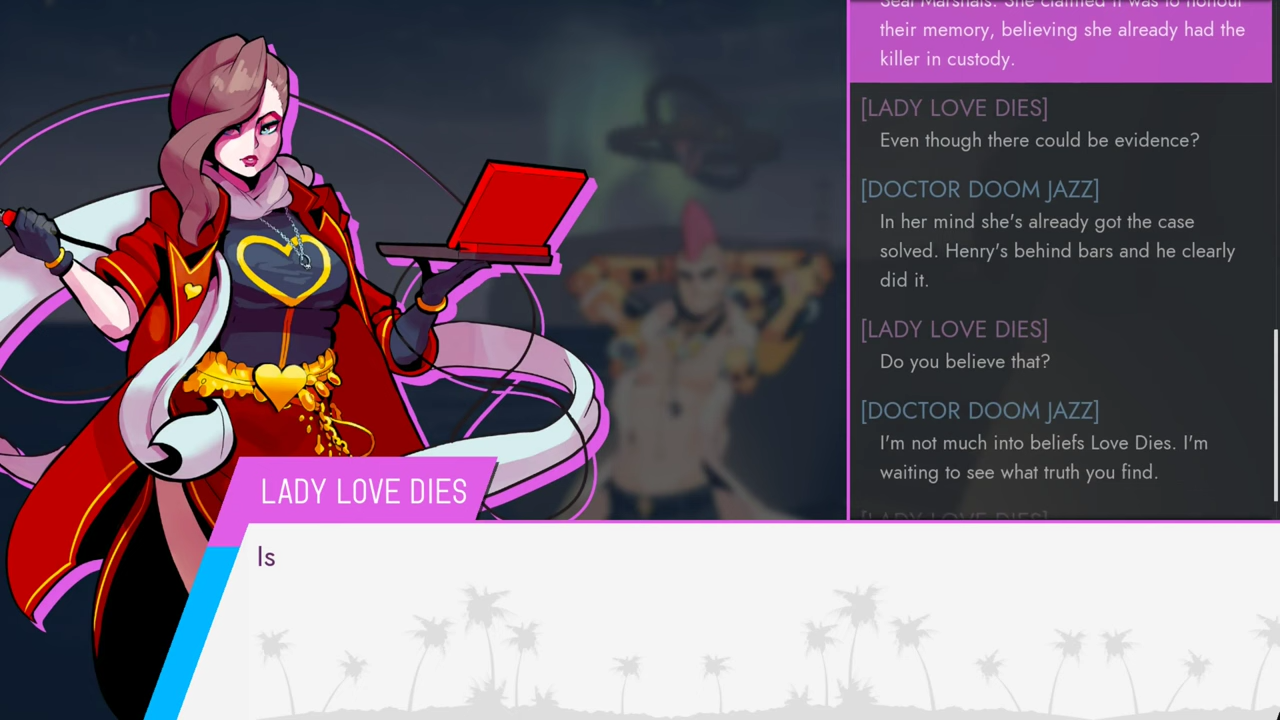 Seal Marshals. She claimed it was to honour
their memory, believing she already had the
killer in custody.
[LADY LOVE DIES]
Even though there could be evidence?
[DOCTOR DOOM JAZZ]
In her mind she's already got the case
solved. Henry's behind bars and he clearly
did it.
[LADY LOVE DIES]
Do you believe that?
[DOCTOR DOOM JAZZ]
I'm not much into beliefs Love Dies. I'm
waiting to see what truth you find.
[LADY LOVE DIES]
LADY LOVE DIES
Is